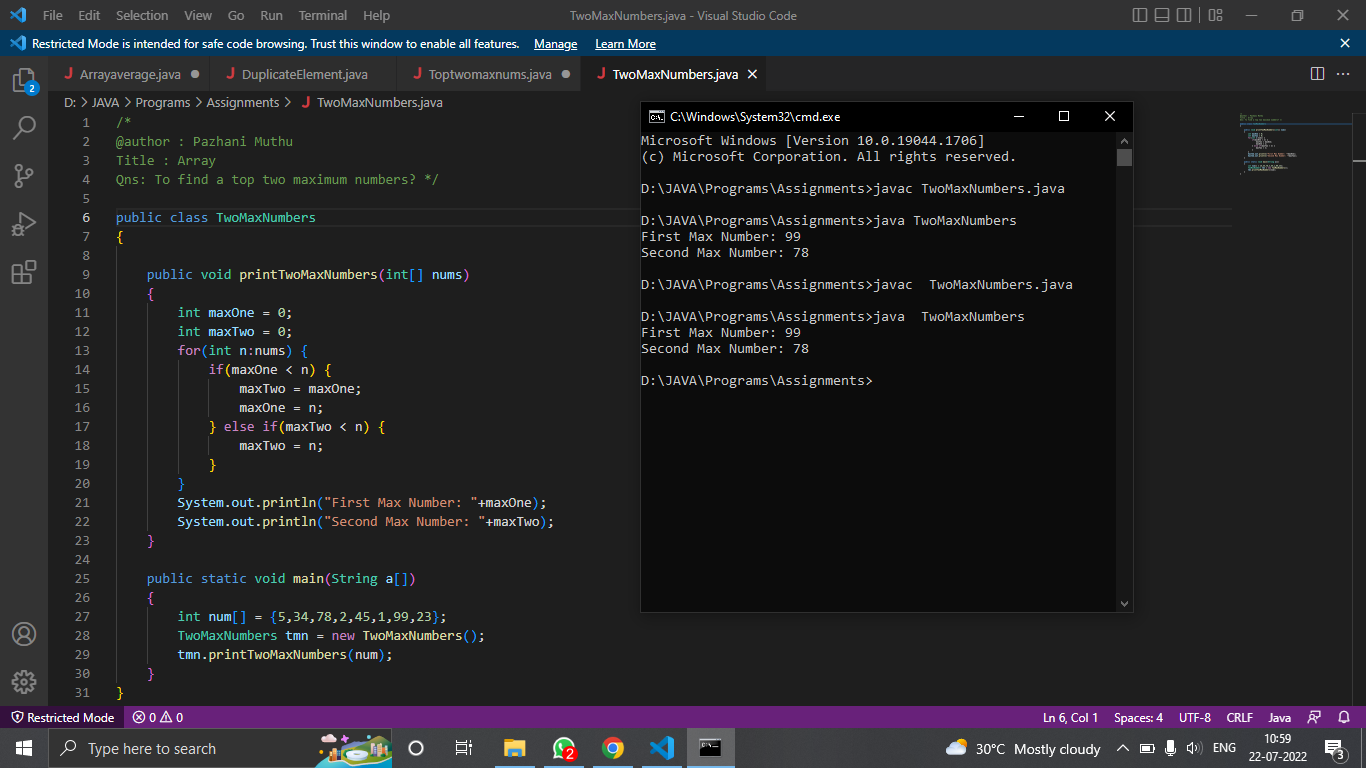 File Edit Selection View Go Run Terminal Help TwoMaxNumbers.java - Visual Studio Code
Restricted Mode is intended for safe code browsing. Trust this window to enable all features. Manage Learn More
J Arrayaverage.java J DuplicateElement.java J Toptwomaxnums.java J TwoMaxNumbers.java
D: > JAVA > Programs > Assignments > J TwoMaxNumbers.java
2
1 /*
2 @author : Pazhani Muthu
3 Title : Array
4 Qns: To find a top two maximum numbers? */
5
6 public class TwoMaxNumbers
7 {
8
9 public void printTwoMaxNumbers(int[] nums)
10 {
11 int maxOne = 0;
12 int maxTwo = 0;
13 for(int n:nums) {
14 if(maxOne < n) {
15 maxTwo = maxOne;
16 maxOne = n;
17 } else if(maxTwo < n) {
18 maxTwo = n;
19 }
20 }
21 System.out.println("First Max Number: "+maxOne);
22 System.out.println("Second Max Number: "+maxTwo);
23 }
24
25 public static void main(String a[])
26 {
27 int num[] = {5,34,78,2,45,1,99,23};
28 TwoMaxNumbers tmn = new TwoMaxNumbers();
29 tmn.printTwoMaxNumbers(num);
30 }
31 }
C:\Windows\System32\cmd.exe
Microsoft Windows [Version 10.0.19044.1706]
(c) Microsoft Corporation. All rights reserved.
D:\JAVA\Programs\Assignments>javac TwoMaxNumbers.java
D:\JAVA\Programs\Assignments>java TwoMaxNumbers
First Max Number: 99
Second Max Number: 78
D:\JAVA\Programs\Assignments>javac  TwoMaxNumbers.java
D:\JAVA\Programs\Assignments>java  TwoMaxNumbers
First Max Number: 99
Second Max Number: 78
D:\JAVA\Programs\Assignments>
Restricted Mode 0 0 Ln 6, Col 1 Spaces: 4 UTF-8 CRLF Java
Type here to search 2 30°C Mostly cloudy ENG 10:59
22-07-2022 3